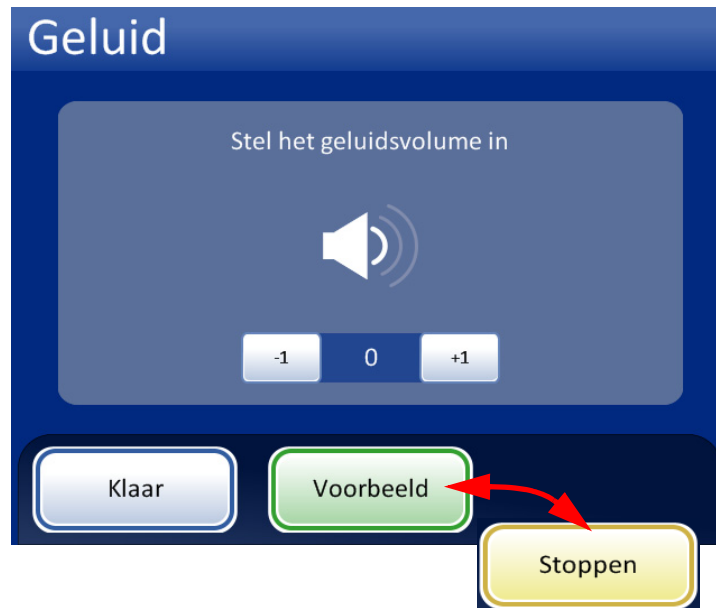 Geluid
Stel het geluidsvolume in
-1 0 +1
Klaar Voorbeeld
Stoppen